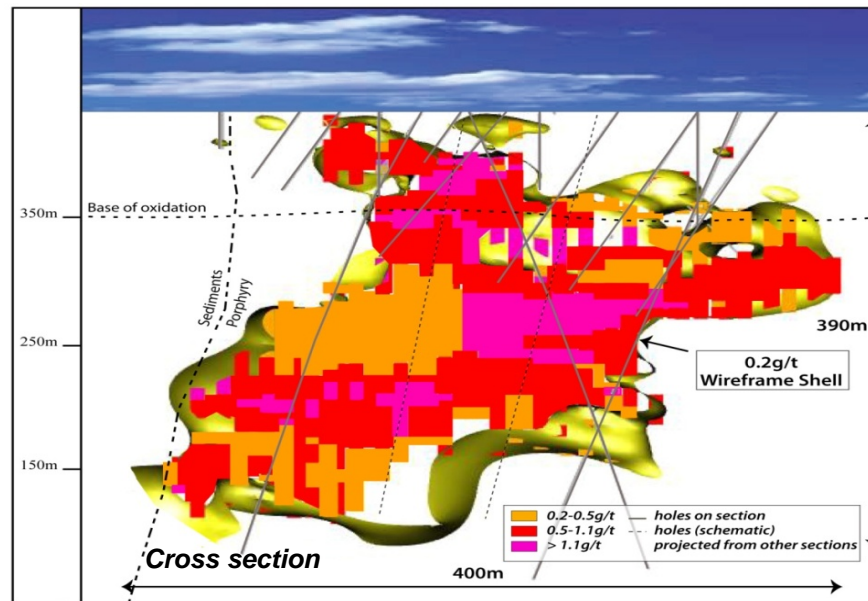 350m
Base of oxidation
Sediments
Porphyry
250m
390m
0.2g/t
Wireframe Shell
150m
0.2-0.5g/t
holes on section
0.5-1.1g/t
holes (schematic)
> 1.1g/t
projected from other sections
Cross section
400m